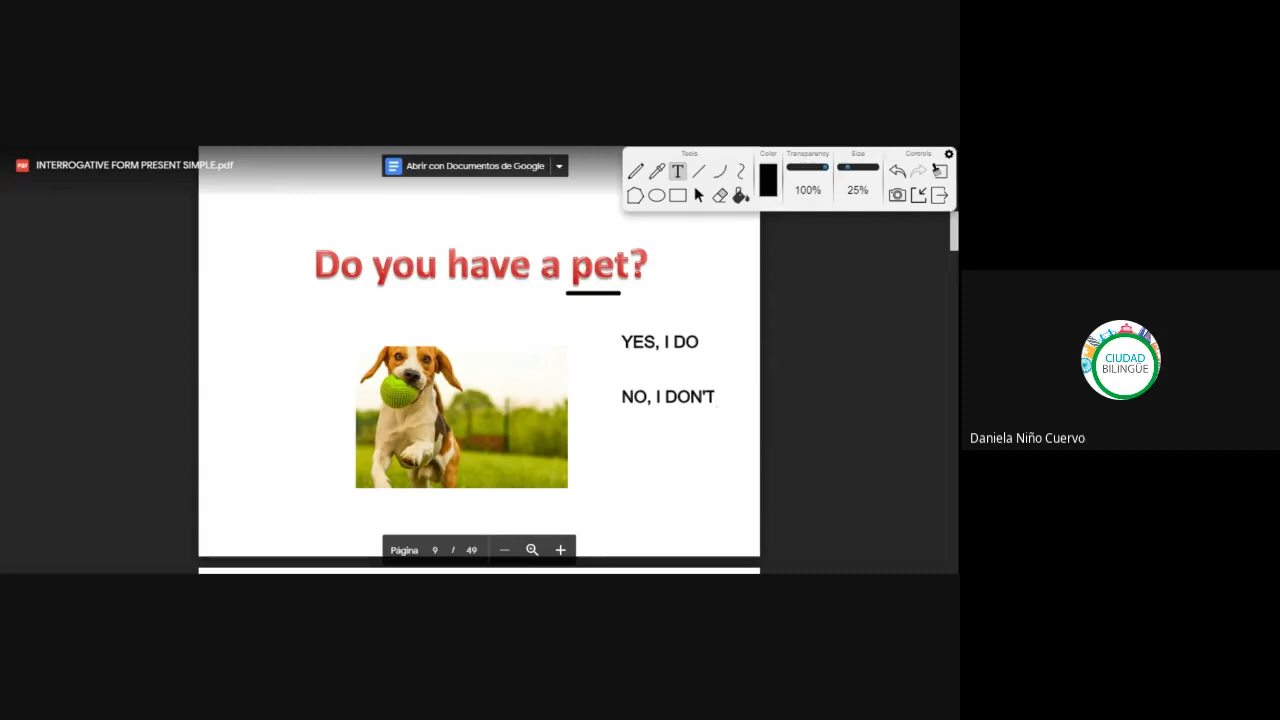 INTERROGATIVE FORM PRESENT SIMPLE.pdf
PDF
Abrir con Documentos de Google
Tools
Color
Transparency
Size
Controls
T
100%
25%
Do you have a pet?
YES, I DO
NO, I DON'T
Página 9 / 49
CIUDAD
BILINGÜE
Daniela Niño Cuervo